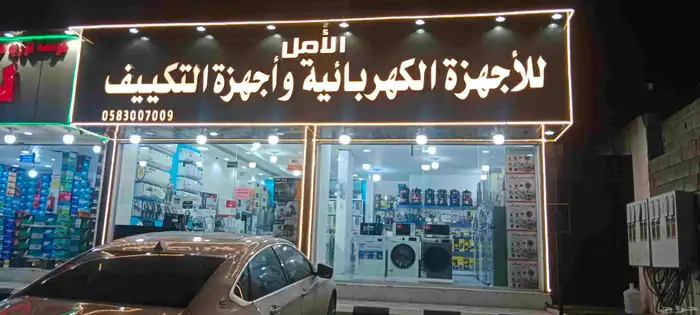 الأمل
للأجهزة الكهربائية وأجهزة التكييف
0583007009